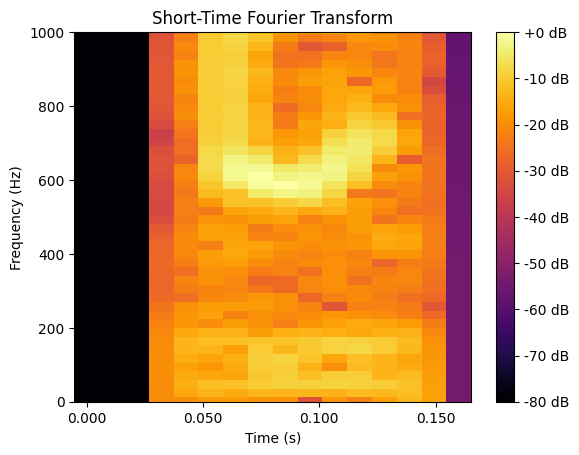 Short-Time Fourier Transform
1000
800
600
400
200
0
Frequency (Hz)
0.000
0.050
0.100
0.150
Time (s)
+0 dB
-10 dB
-20 dB
-30 dB
-40 dB
-50 dB
-60 dB
-70 dB
-80 dB